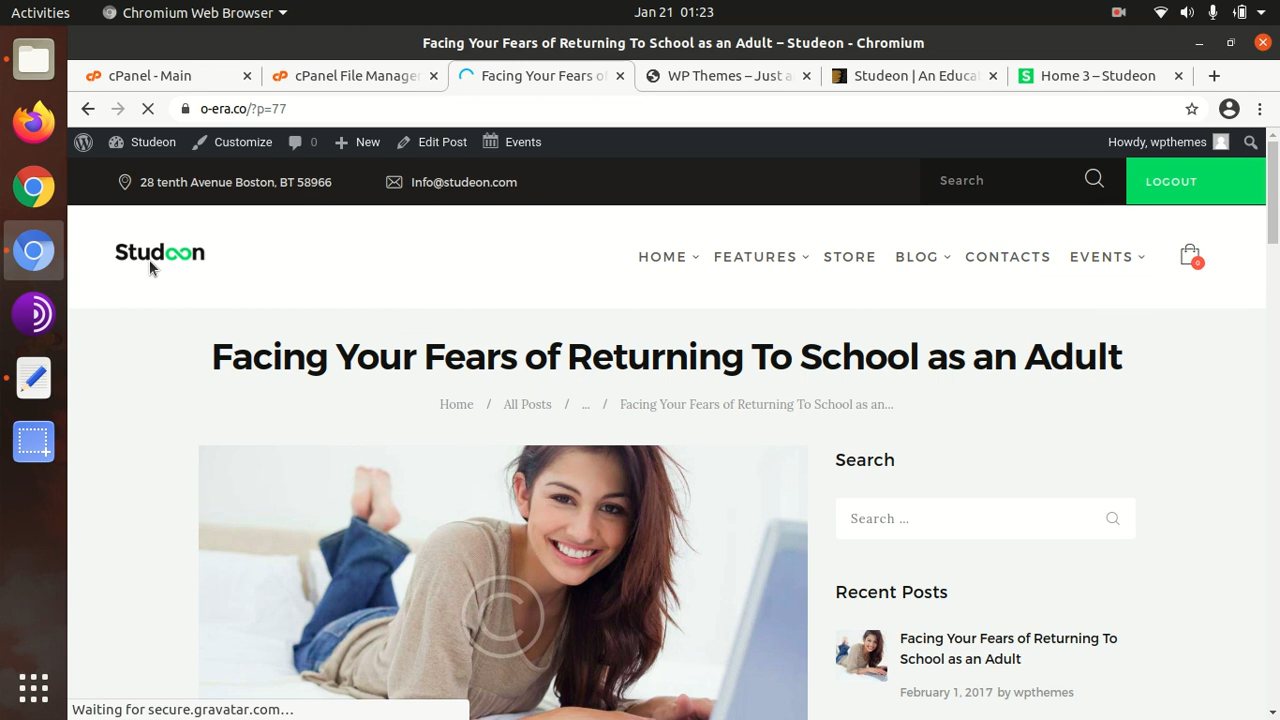 Activities
Chromium Web Browser
Jan 21 01:23
Facing Your Fears of Returning To School as an Adult – Studeon - Chromium
cPanel - Main
cPanel File Manager
Facing Your Fears of
WP Themes – Just a
Studeon | An Educa
Home 3 – Studeon
o-era.co/?p=77
Studeon
Customize
0
New
Edit Post
Events
Howdy, wpthemes
28 tenth Avenue Boston, BT 58966
Info@studeon.com
Search
LOGOUT
Studeon
HOME
FEATURES
STORE
BLOG
CONTACTS
EVENTS
0
Facing Your Fears of Returning To School as an Adult
Home / All Posts / ... / Facing Your Fears of Returning To School as an...
Search
Search ...
Recent Posts
Facing Your Fears of Returning To
School as an Adult
February 1, 2017 by wpthemes
Waiting for secure.gravatar.com...